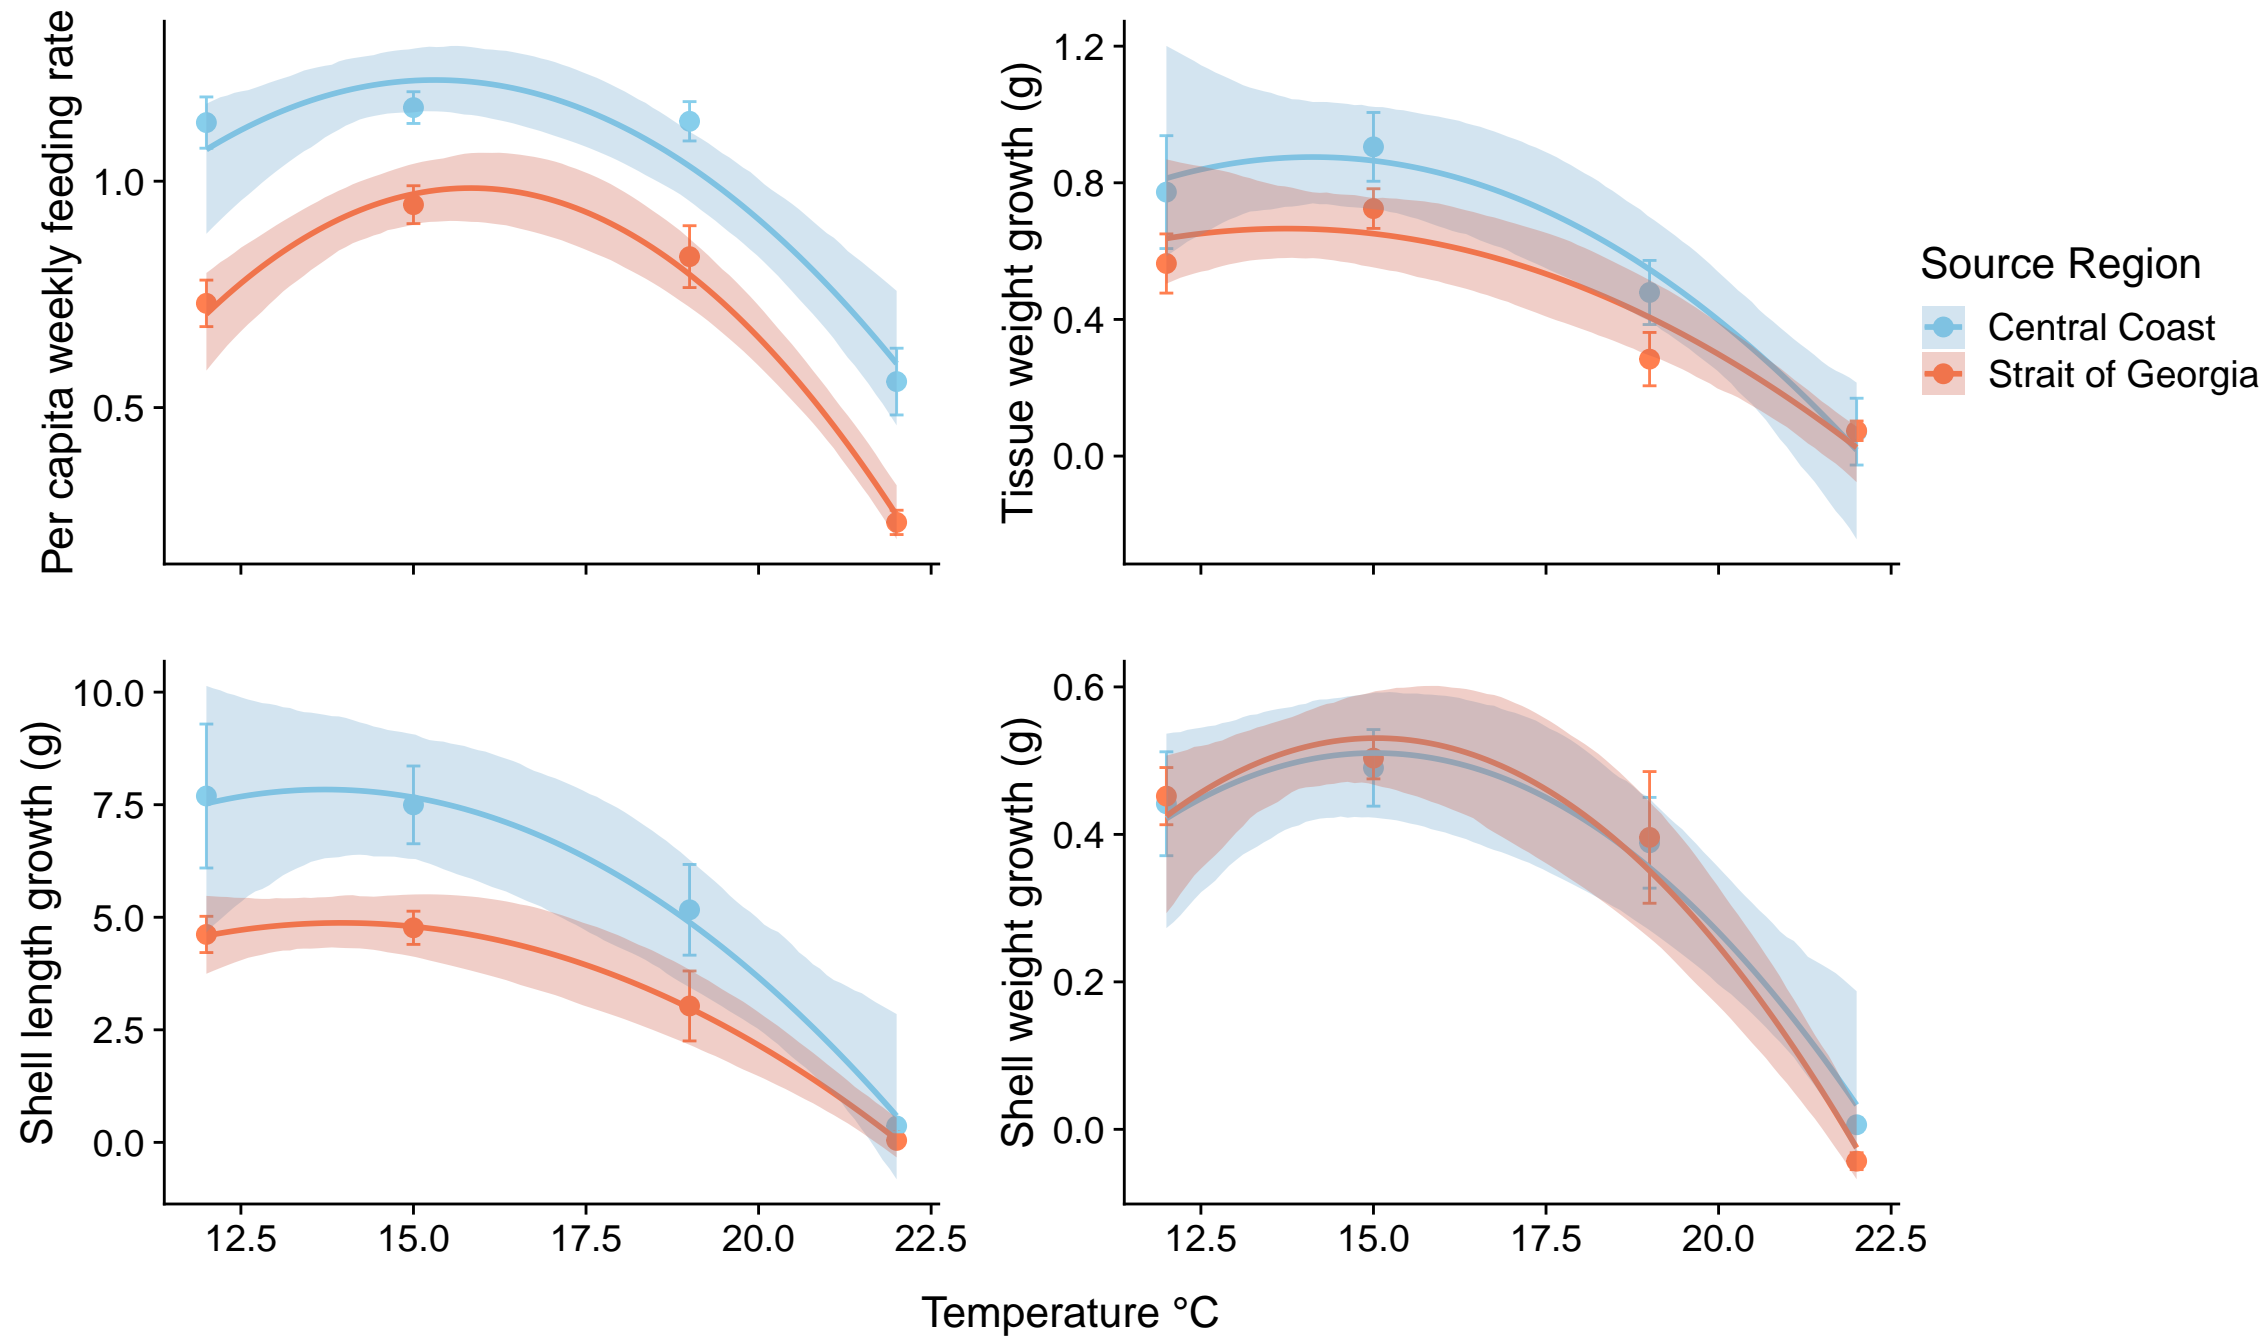 Per capita weekly feeding rate
1.0
0.5
Tissue weight growth (g)
1.2
0.8
0.4
0.0
Source Region
Central Coast
Strait of Georgia
Shell length growth (g)
10.0
7.5
5.0
2.5
0.0
12.5 15.0 17.5 20.0 22.5
Shell weight growth (g)
0.6
0.4
0.2
0.0
12.5 15.0 17.5 20.0 22.5
Temperature °C